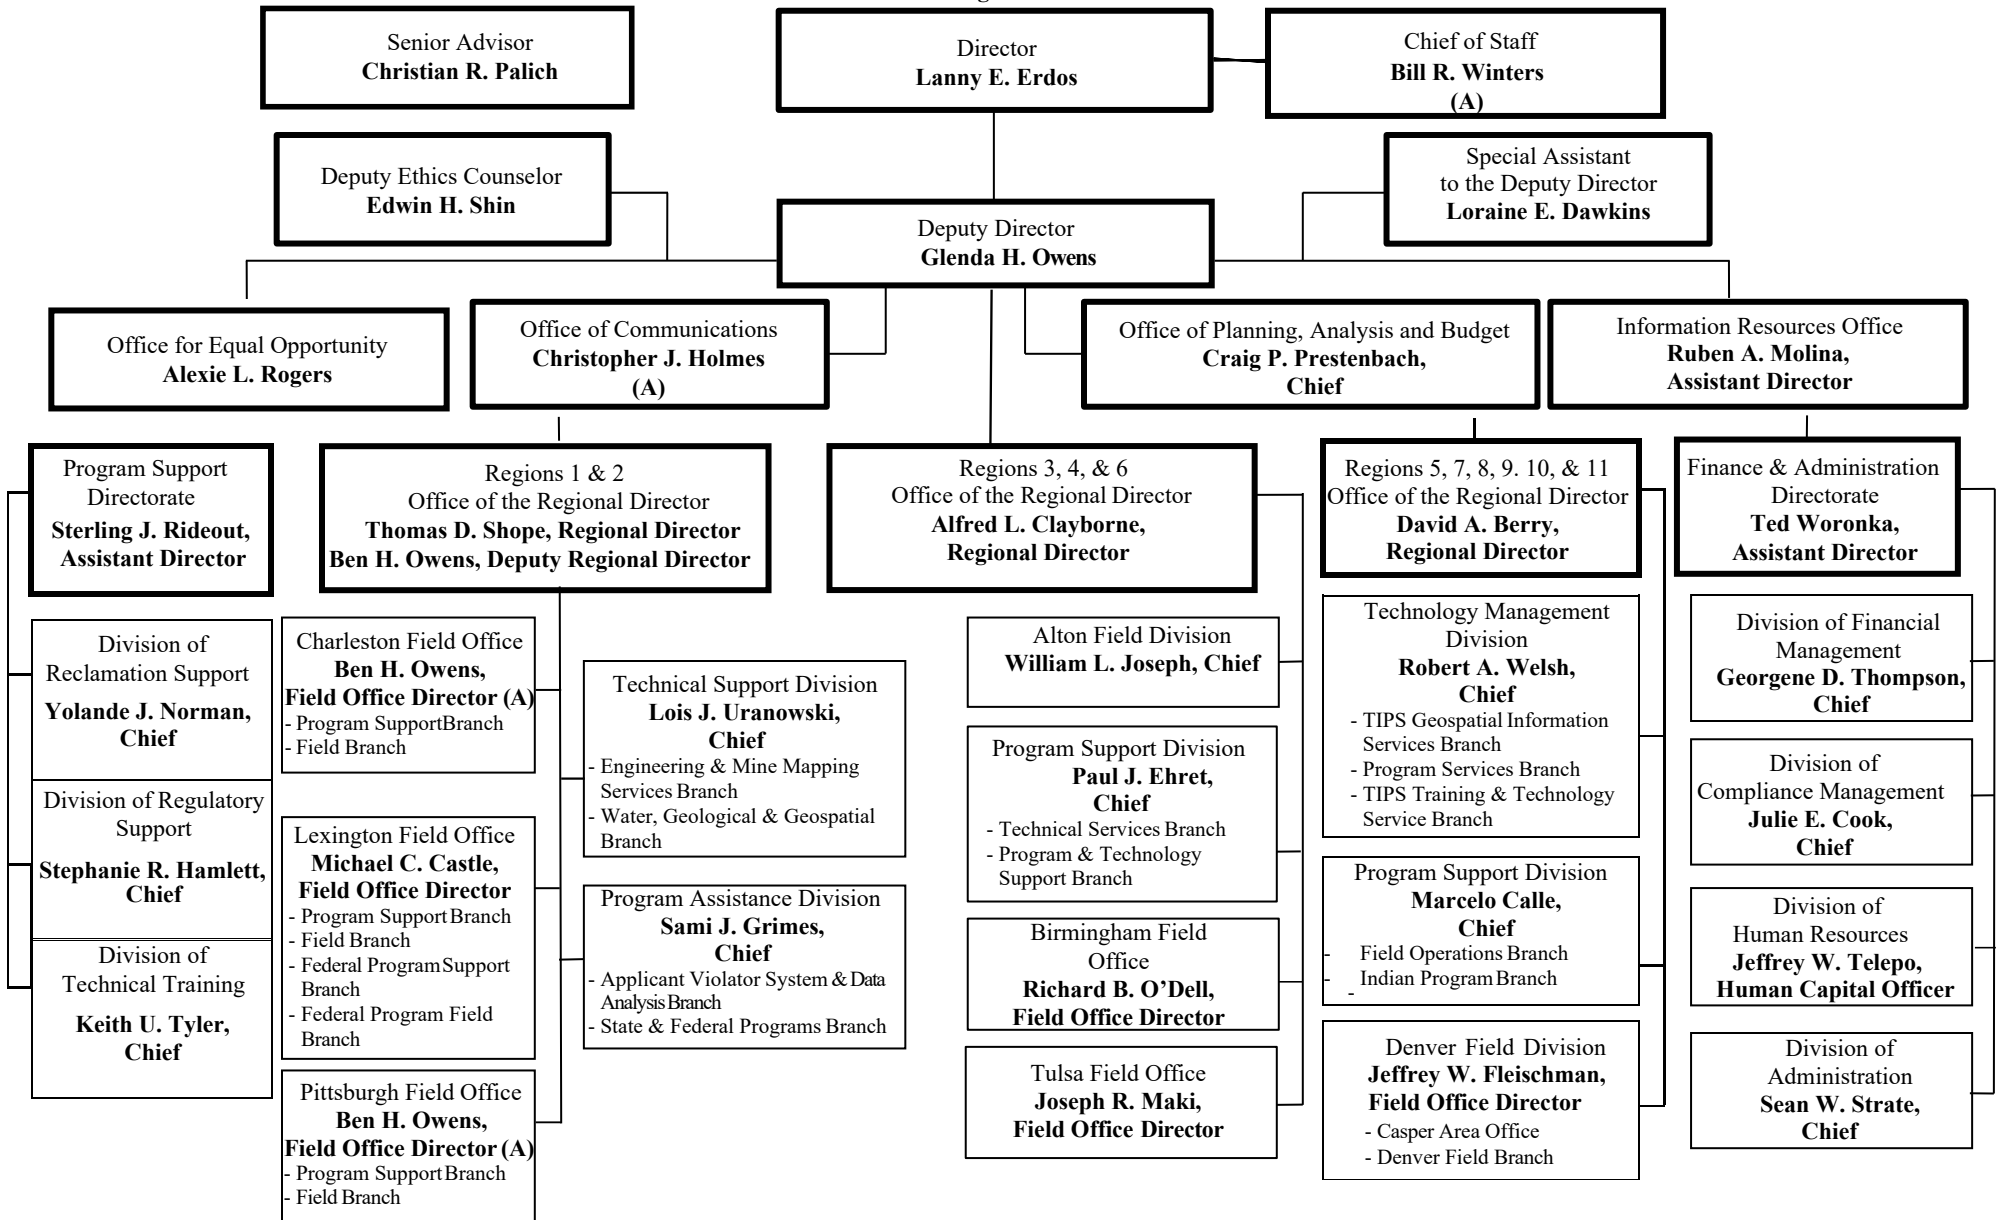 Senior Advisor
Christian R. Palich
Director
Lanny E. Erdos
Chief of Staff
Bill R. Winters
(A)
Deputy Ethics Counselor
Edwin H. Shin
Special Assistant
to the Deputy Director
Loraine E. Dawkins
Deputy Director
Glenda H. Owens
Office for Equal Opportunity
Alexie L. Rogers
Office of Communications
Christopher J. Holmes
(A)
Office of Planning, Analysis and Budget
Craig P. Prestenbach,
Chief
Information Resources Office
Ruben A. Molina,
Assistant Director
Program Support
Directorate
Sterling J. Rideout,
Assistant Director
Regions 1 & 2
Office of the Regional Director
Thomas D. Shope, Regional Director
Ben H. Owens, Deputy Regional Director
Regions 3, 4, & 6
Office of the Regional Director
Alfred L. Clayborne,
Regional Director
Regions 5, 7, 8, 9. 10, & 11
Office of the Regional Director
David A. Berry,
Regional Director
Finance & Administration
Directorate
Ted Woronka,
Assistant Director
Division of
Reclamation Support
Yolande J. Norman,
Chief
Division of Regulatory
Support
Stephanie R. Hamlett,
Chief
Division of
Technical Training
Keith U. Tyler,
Chief
Charleston Field Office
Ben H. Owens,
Field Office Director (A)
- Program Support Branch
- Field Branch
Lexington Field Office
Michael C. Castle,
Field Office Director
- Program Support Branch
- Field Branch
- Federal Program Support
Branch
- Federal Program Field
Branch
Pittsburgh Field Office
Ben H. Owens,
Field Office Director (A)
- Program Support Branch
- Field Branch
Technical Support Division
Lois J. Uranowski,
Chief
- Engineering & Mine Mapping
Services Branch
- Water, Geological & Geospatial
Branch
Program Assistance Division
Sami J. Grimes,
Chief
- Applicant Violator System & Data
Analysis Branch
- State & Federal Programs Branch
Alton Field Division
William L. Joseph, Chief
Program Support Division
Paul J. Ehret,
Chief
- Technical Services Branch
- Program & Technology
Support Branch
Birmingham Field
Office
Richard B. O’Dell,
Field Office Director
Tulsa Field Office
Joseph R. Maki,
Field Office Director
Technology Management
Division
Robert A. Welsh,
Chief
- TIPS Geospatial Information
Services Branch
- Program Services Branch
- TIPS Training & Technology
Service Branch
Program Support Division
Marcelo Calle,
Chief
- Field Operations Branch
- Indian Program Branch
-
Denver Field Division
Jeffrey W. Fleischman,
Field Office Director
- Casper Area Office
- Denver Field Branch
Division of Financial
Management
Georgene D. Thompson,
Chief
Division of
Compliance Management
Julie E. Cook,
Chief
Division of
Human Resources
Jeffrey W. Telepo,
Human Capital Officer
Division of
Administration
Sean W. Strate,
Chief